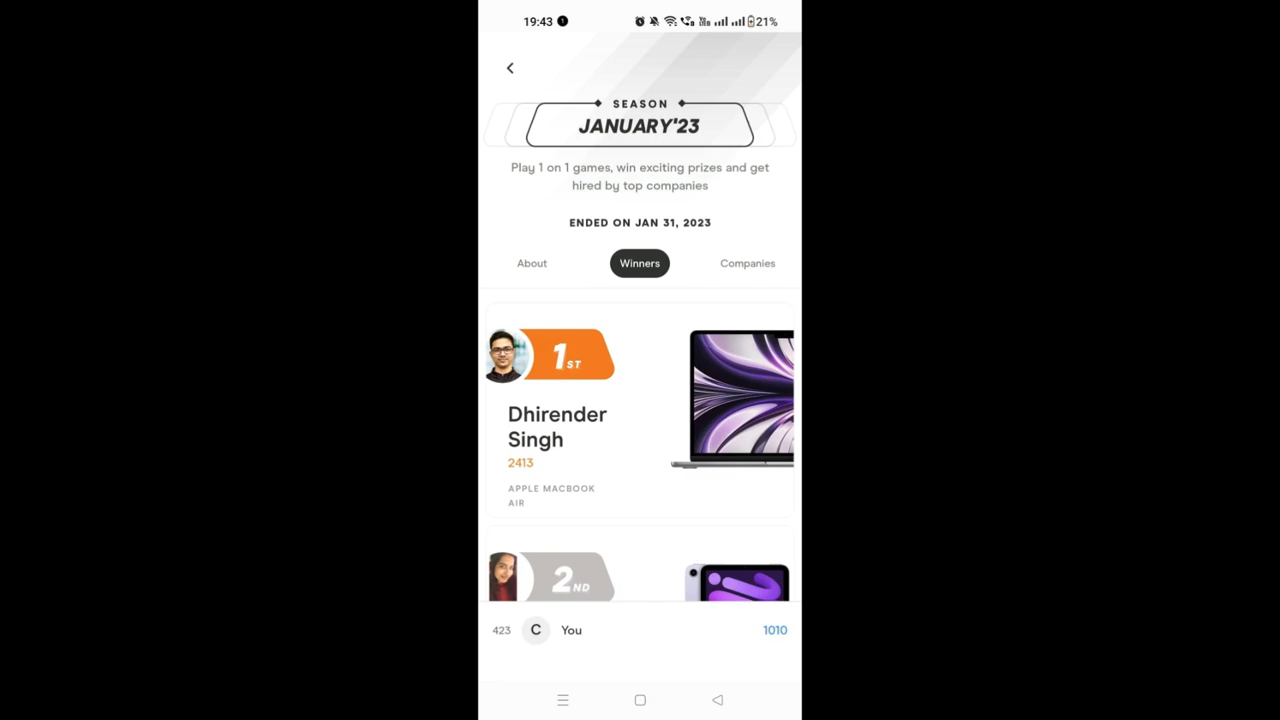 19:43 1 21%
SEASON
JANUARY'23
Play 1 on 1 games, win exciting prizes and get
hired by top companies
ENDED ON JAN 31, 2023
About Winners Companies
1ST
Dhirender
Singh
2413
APPLE MACBOOK
AIR
2ND
423 C You 1010